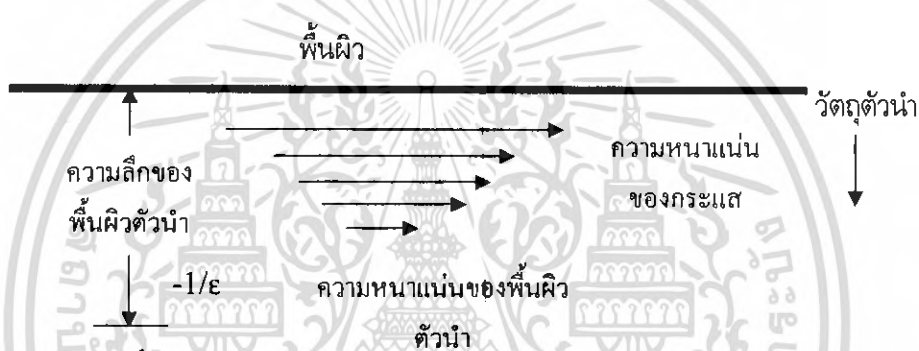 พื้นผิว
วัตถุตัวนำ
ความหนาแน่น
ของกระแส
ความลึกของ
พื้นผิวตัวนำ
-1/ε
ความหนาแน่นของพื้นผิว
ตัวนำ